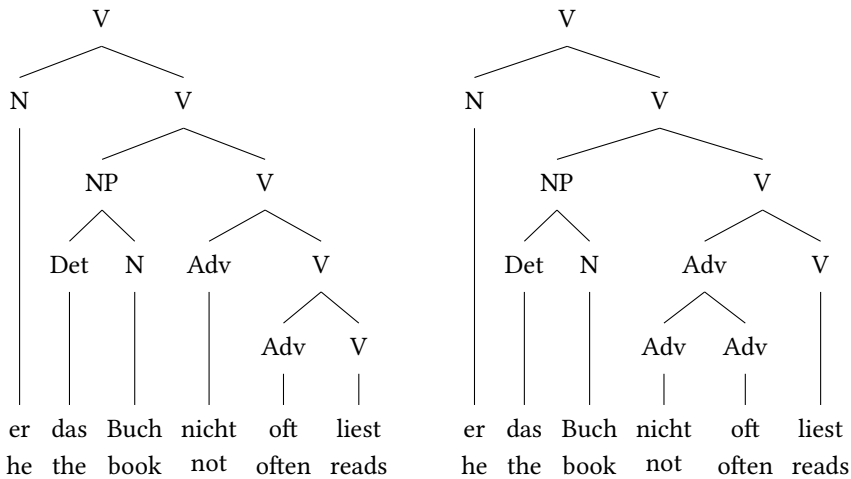 V V
N V N V
NP V NP V
Det N Adv V Det N Adv V
Adv V Adv Adv
er das Buch nicht oft liest er das Buch nicht oft liest
he the book not often reads he the book not often reads